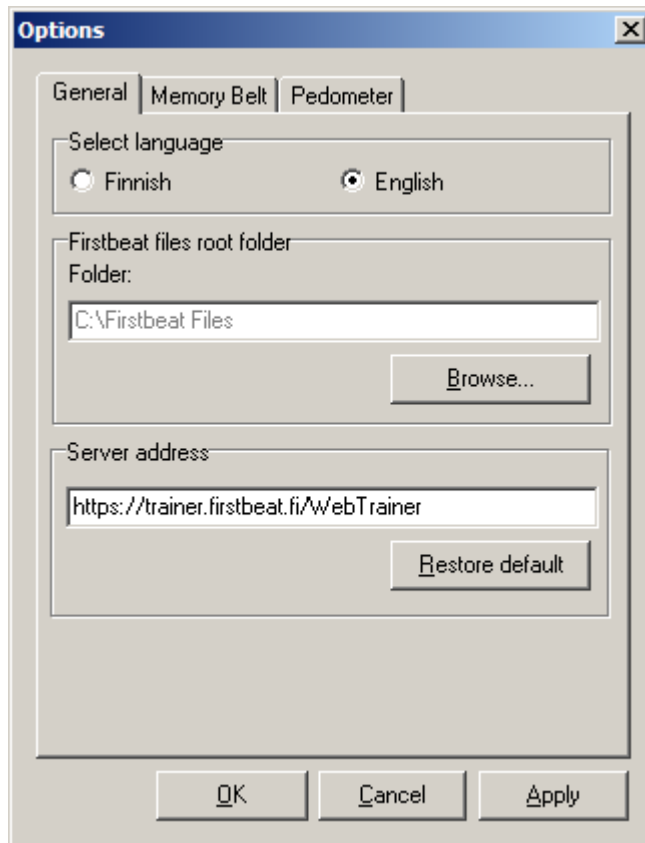 Options
General Memory Belt Pedometer
Select language
Finnish English
Firstbeat files root folder
Folder:
C:\Firstbeat Files
Browse...
Server address
https://trainer.firstbeat.fi/WebTrainer
Restore default
OK Cancel Apply